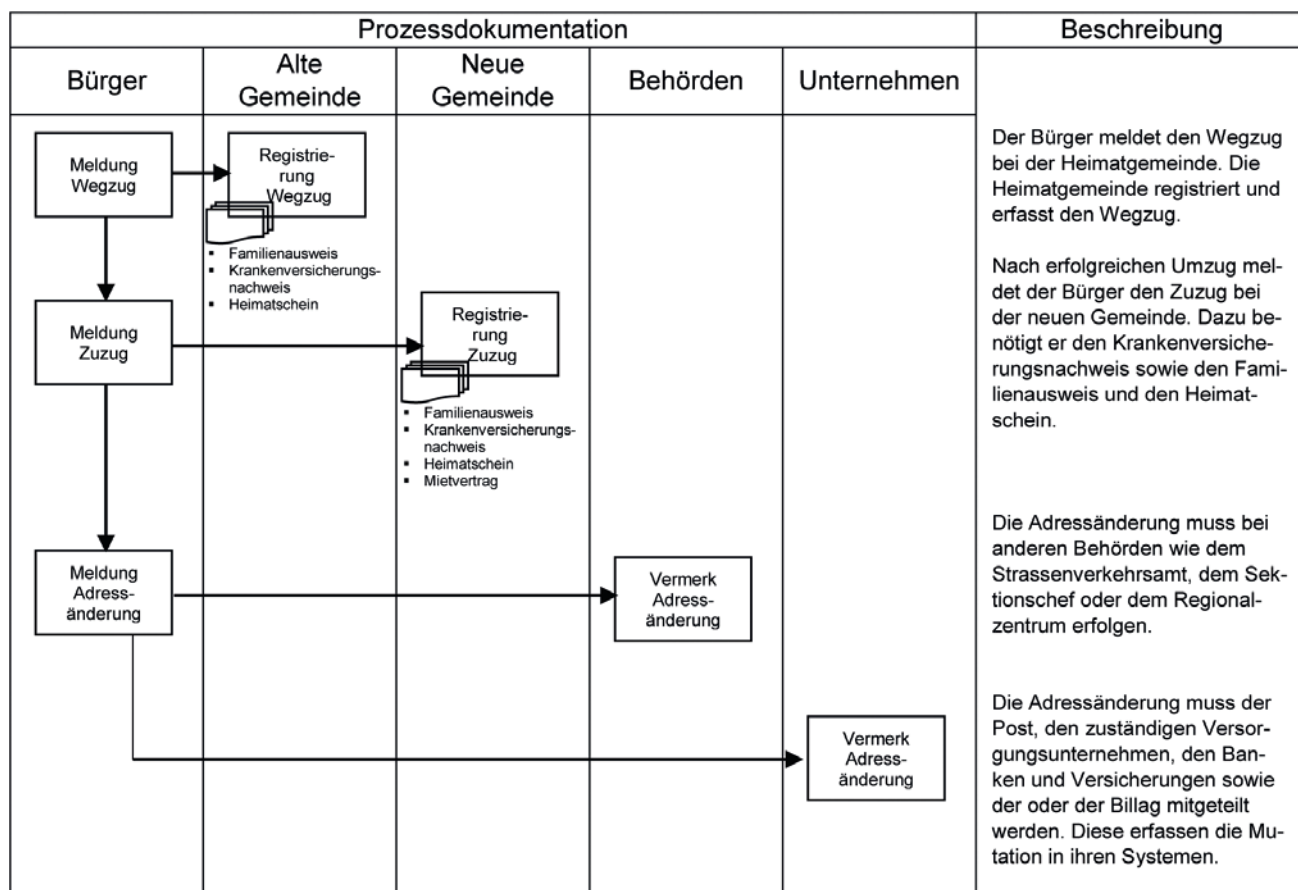 Prozessdokumentation
Beschreibung
Bürger
Alte
Gemeinde
Neue
Gemeinde
Behörden
Unternehmen
Meldung
Wegzug
Registrie-
rung
Wegzug
▪ Familienausweis
▪ Krankenversicherungs-
nachweis
▪ Heimatschein
Der Bürger meldet den Wegzug
bei der Heimatgemeinde. Die
Heimatgemeinde registriert und
erfasst den Wegzug.
Meldung
Zuzug
Registrie-
rung
Zuzug
▪ Familienausweis
▪ Krankenversicherungs-
nachweis
▪ Heimatschein
▪ Mietvertrag
Nach erfolgreichen Umzug mel-
det der Bürger den Zuzug bei
der neuen Gemeinde. Dazu be-
nötigt er den Krankenversiche-
rungsnachweis sowie den Fami-
lienausweis und den Heimat-
schein.
Meldung
Adress-
änderung
Vermerk
Adress-
änderung
Die Adressänderung muss bei
anderen Behörden wie dem
Strassenverkehrsamt, dem Sek-
tionschef oder dem Regional-
zentrum erfolgen.
Vermerk
Adress-
änderung
Die Adressänderung muss der
Post, den zuständigen Versor-
gungsunternehmen, den Ban-
ken und Versicherungen sowie
der oder der Billag mitgeteilt
werden. Diese erfassen die Mu-
tation in ihren Systemen.